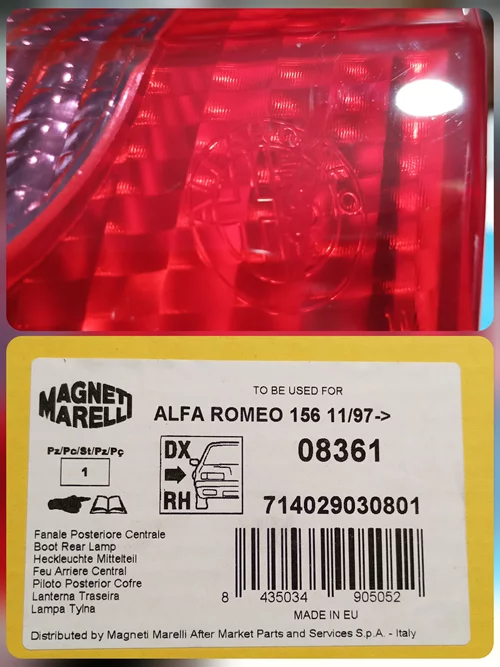 MAGNETI
MARELLI
TO BE USED FOR
ALFA ROMEO 156 11/97->
Pz/Pc/St/Pz/Pç
1
DX
RH
08361
714029030801
Fanale Posteriore Centrale
Boot Rear Lamp
Heckleuchte Mittelteil
Feu Arriere Central
Piloto Posterior Cofre
Lanterna Traseira
Lampa Tylna
8 435034 905052
MADE IN EU
Distributed by Magneti Marelli After Market Parts and Services S.p.A. - Italy